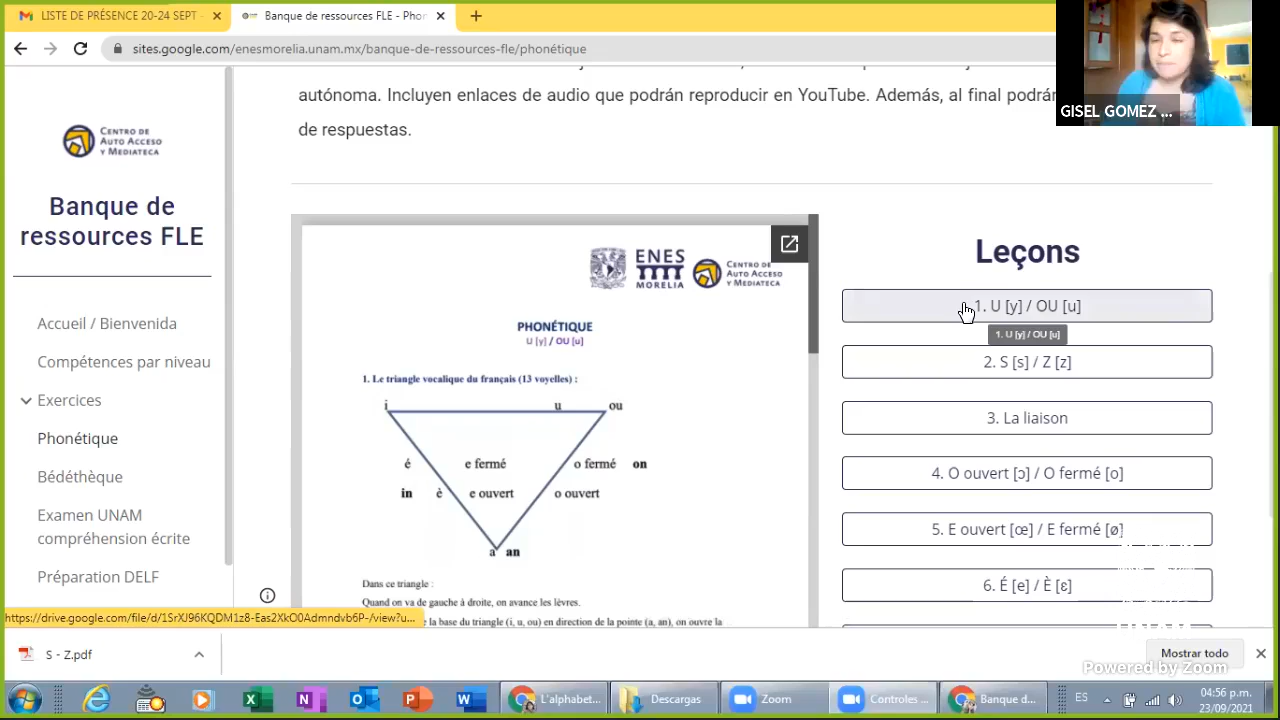 LISTE DE PRÉSENCE 20-24 SEPT -
Banque de ressources FLE - Phon
sites.google.com/enesmorelia.unam.mx/banque-de-ressources-fle/phonétique
GISEL GOMEZ ...
CENTRO DE
AUTO ACCESO
Y MEDIATECA
Banque de
ressources FLE
Accueil / Bienvenida
Compétences par niveau
Exercices
Phonétique
Bédéthèque
Examen UNAM
compréhension écrite
Préparation DELF
autónoma. Incluyen enlaces de audio que podrán reproducir en YouTube. Además, al final podrán
de respuestas.
ENES
MORELIA
CENTRO DE
AUTO ACCESO
Y MEDIATECA
PHONÉTIQUE
U [y] / OU [u]
1. Le triangle vocalique du français (13 voyelles) :
i u ou
é e fermé o fermé on
in è e ouvert o ouvert
a an
Dans ce triangle :
Quand on va de gauche à droite, on avance les lèvres.
la base du triangle (i, u, ou) en direction de la pointe (a, an), on ouvre la
Leçons
1. U [y] / OU [u]
1. U [y] / OU [u]
2. S [s] / Z [z]
3. La liaison
4. O ouvert [ɔ] / O fermé [o]
5. E ouvert [œ] / E fermé [ø]
6. É [e] / È [ɛ]
https://drive.google.com/file/d/1SrXJ96KQDM1z8-Eas2XkO0Admndvb6P-/view?u...
S - Z.pdf
Mostrar todo
Powered by Zoom
L'alphabet...
Descargas
Zoom
Controles ...
Banque d...
ES
04:56 p.m.
23/09/2021